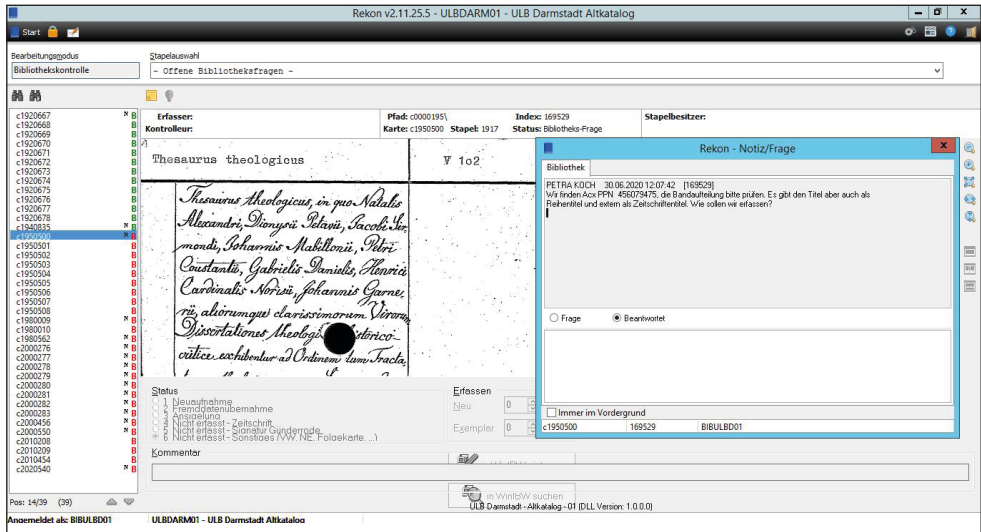 Rekon v2.11.25.5 - ULBDARM01 - ULB Darmstadt Altkatalog
Start
Bearbeitungsmodus
Stapelauswahl
Bibliothekskontrolle
- Offene Bibliotheksfragen -
c1920667 N B
c1920668 B
c1920669 B
c1920670 B
c1920671 B
c1920672 B
c1920673 B
c1920674 B
c1920675 B
c1920676 B
c1920677 B
c1920678 B
c1940835 N B
c1950500 N B
c1950501 B
c1950502 B
c1950503 B
c1950504 B
c1950505 B
c1950506 B
c1950507 B
c1950508 B
c1980009 N B
c1980010 B
c1980562 N B
c2000276 N B
c2000277 N B
c2000278 N B
c2000279 N B
c2000280 N B
c2000281 N B
c2000282 N B
c2000283 N B
c2000456 N B
c2000550 N B
c2010208 B
c2010209 B
c2010454 B
c2020540 N B
Pos: 14/39 (39)
Erfasser:
Kontrolleur:
Pfad: c0000195\ Index: 169529
Karte: c1950500 Stapel: 1917 Status: Bibliotheks-Frage
Stapelbesitzer:
Thesaurus theologicus
V 102
Thesaurus theologicus, in quo Natalis
Alexandri, Dionysii Petavii, Jacobi Sir,
mondi, Johannis Mabillonii, Petri
Coustantii, Gabrielis Danielis, Henrici
Cardinalis Norisii, Johannis Garne,
rii, aliorumque clarissimorum Virorum
Dissertationes theologi istorico-
criticae exhibentur ad Ordinem tum Tracta,
Status
1 Neuaufnahme
2 Fremddatenübernahme
3 Ansigelung
4 Nicht erfasst - Zeitschrift
5 Nicht erfasst - Signatur Günderrode
6 Nicht erfasst - Sonstiges (VW, NE, Folgekarte, ...)
Erfassen
Neu 0
Exemplar 0
Kommentar
in WinIBW suchen
ULB Darmstadt - Altkatalog - 01 (DLL Version: 1.0.0.0)
Rekon - Notiz/Frage
Bibliothek
PETRA KOCH 30.06.2020 12:07:42 [169529]
Wir finden Acx PPN 456079475, die Bandaufteilung bitte prüfen. Es gibt den Titel aber auch als
Reihentitel und extern als Zeitschriftentitel. Wie sollen wir erfassen?
Frage
Beantwortet
Immer im Vordergrund
c1950500 169529 BIBULBD01
Angemeldet als: BIBULBD01
ULBDARM01 - ULB Darmstadt Altkatalog